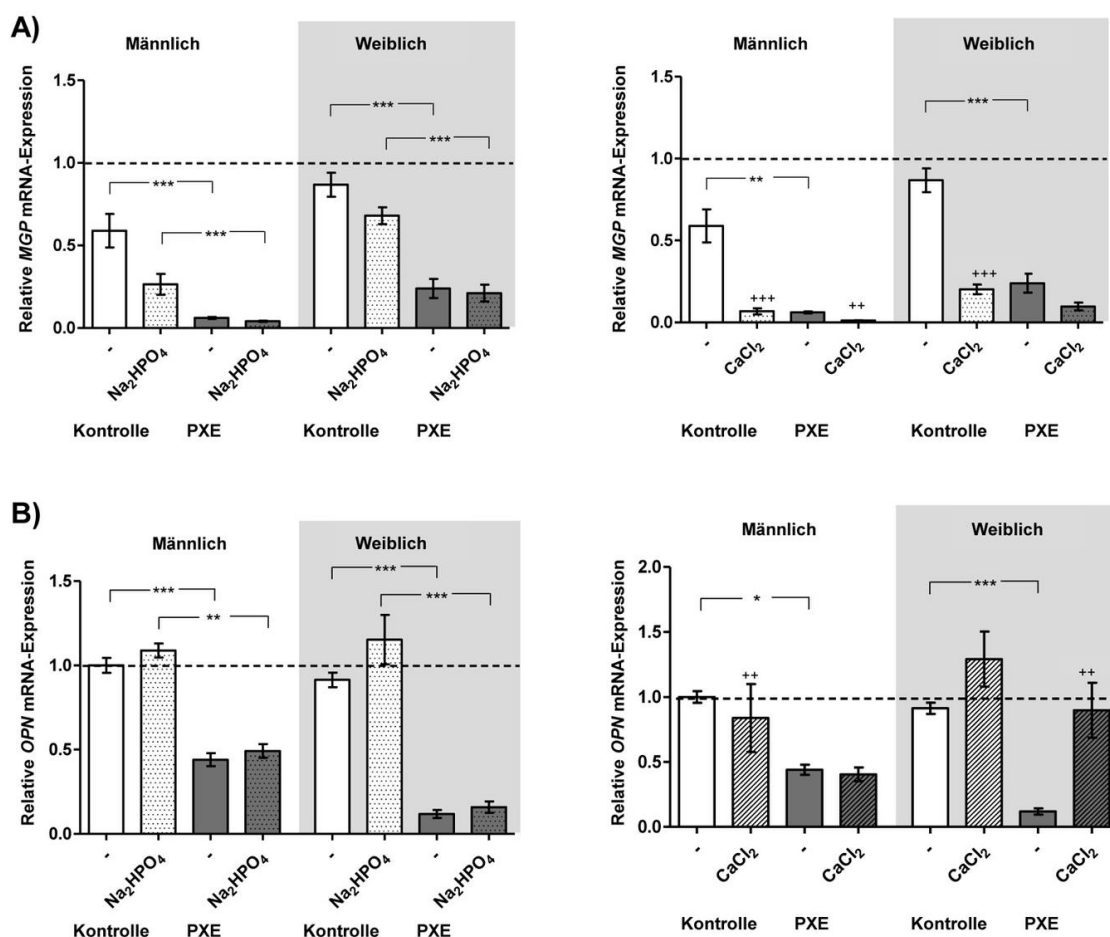 A)
Männlich Weiblich
Relative MGP mRNA-Expression
1.5
1.0
0.5
0.0
*** *** *** ***
- Na₂HPO₄ - Na₂HPO₄ - Na₂HPO₄ - Na₂HPO₄
Kontrolle PXE Kontrolle PXE
Männlich Weiblich
Relative MGP mRNA-Expression
1.5
1.0
0.5
0.0
** ***
+++ ++ +++
- CaCl₂ - CaCl₂ - CaCl₂ - CaCl₂
Kontrolle PXE Kontrolle PXE
B)
Männlich Weiblich
Relative OPN mRNA-Expression
1.5
1.0
0.5
0.0
*** ** *** ***
- Na₂HPO₄ - Na₂HPO₄ - Na₂HPO₄ - Na₂HPO₄
Kontrolle PXE Kontrolle PXE
Männlich Weiblich
Relative OPN mRNA-Expression
2.0
1.5
1.0
0.5
0.0
* ***
++ ++
- CaCl₂ - CaCl₂ - CaCl₂ - CaCl₂
Kontrolle PXE Kontrolle PXE